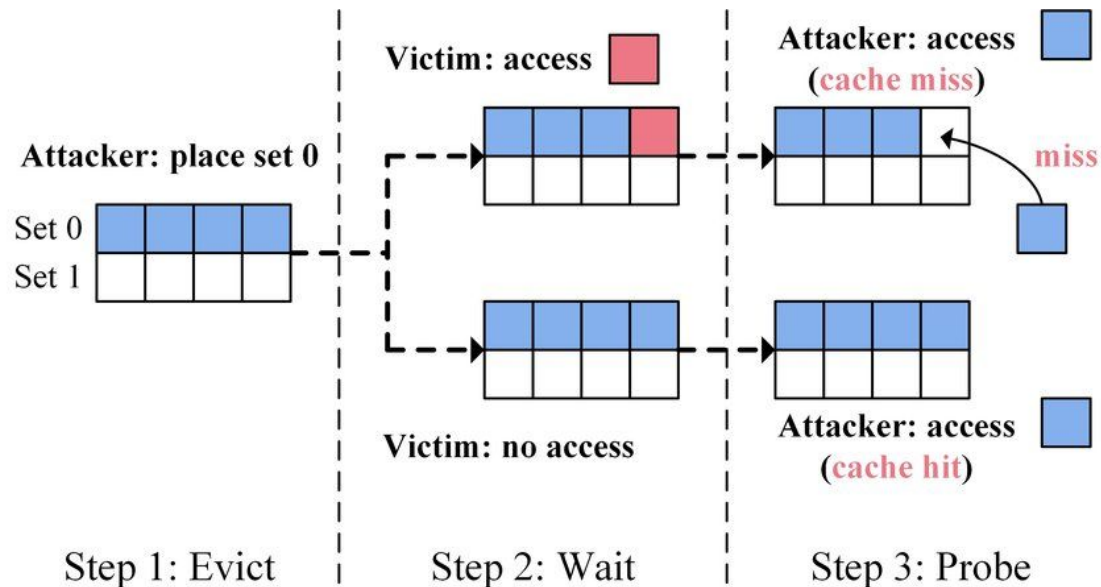 Attacker: place set 0
Set 0
Set 1
Victim: access
Victim: no access
Attacker: access
(cache miss)
miss
Attacker: access
(cache hit)
Step 1: Evict
Step 2: Wait
Step 3: Probe